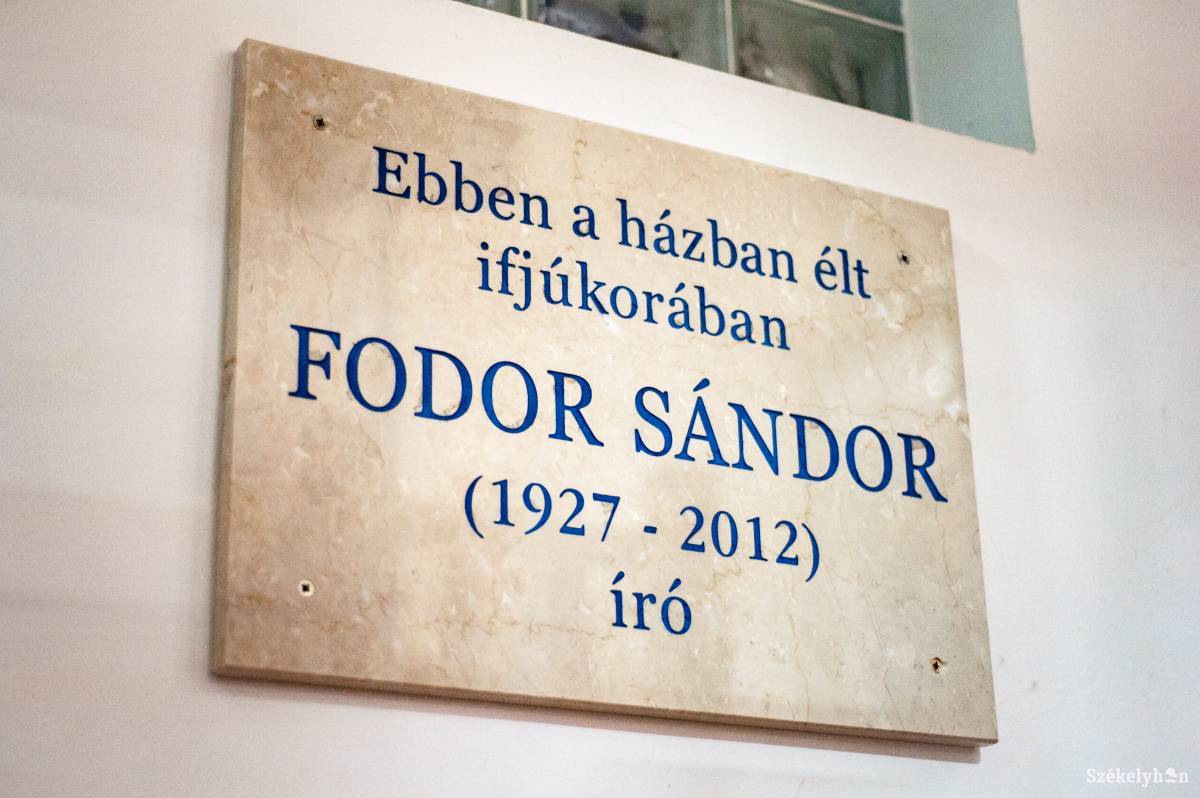 Ebben a házban élt
ifjúkorában
FODOR SÁNDOR
(1927 - 2012)
író
Székelyhon